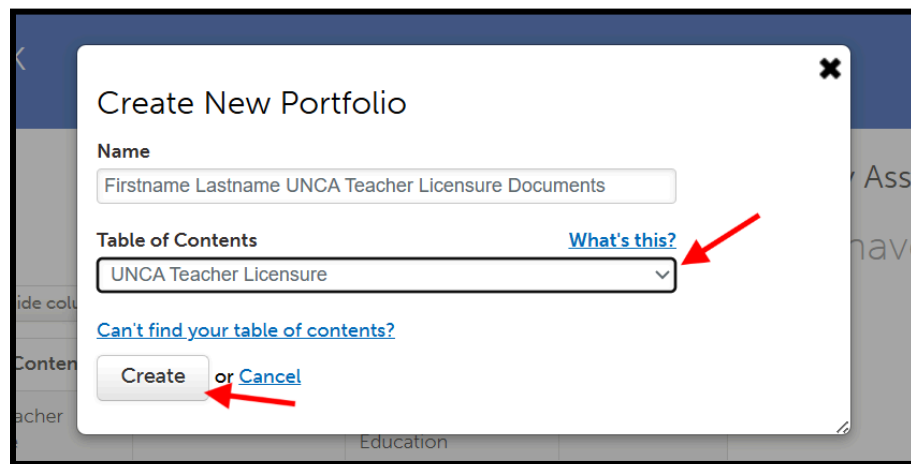 Create New Portfolio
Name
Firstname Lastname UNCA Teacher Licensure Documents
Table of Contents What's this?
UNCA Teacher Licensure
Can't find your table of contents?
Create or Cancel
Education